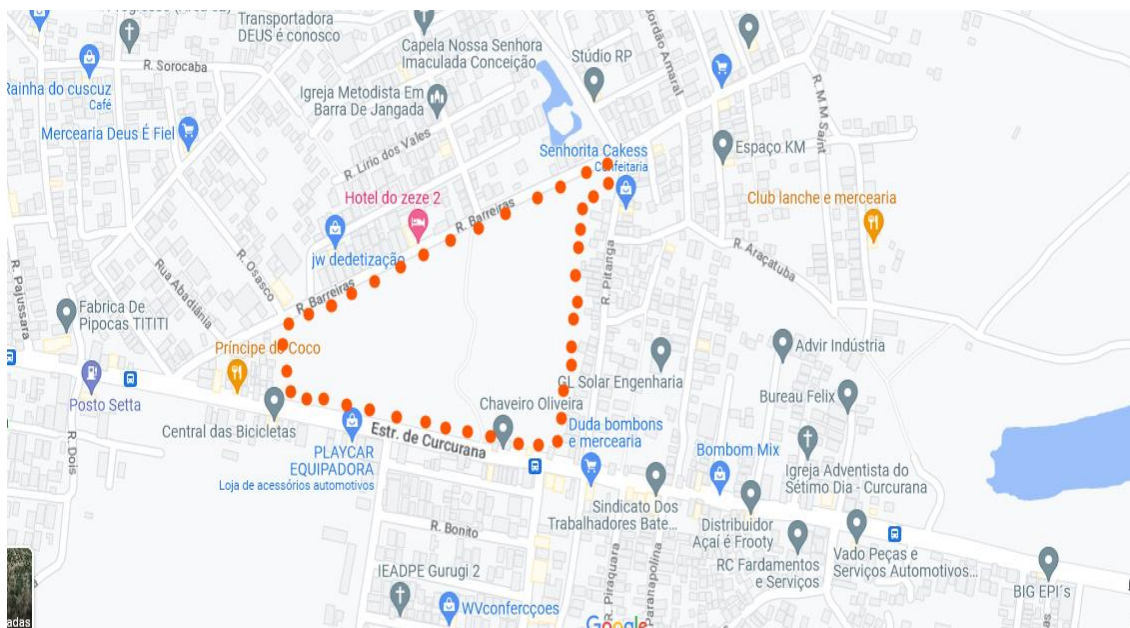 Transportadora
DEUS é conosco
R. Sorocaba
Rainha do cuscuz
Café
Mercearia Deus É Fiel
Capela Nossa Senhora
Imaculada Conceição
Igreja Metodista Em
Barra De Jangada
R. Lírio dos Vales
Stúdio RP
Amaral
R. M M Saint
Senhorita Cakess
Confeitaria
Espaço KM
Hotel do zeze 2
R. Barreiras
Club lanche e mercearia
jw dedetização
R. Osasco
Rua Abadiânia
R. Pajussara
R. Araçatuba
R. Pitanga
R. Barreiras
Fabrica De
Pipocas TITITI
Príncipe do Coco
Advir Indústria
GL Solar Engenharia
Posto Setta
Bureau Felix
Chaveiro Oliveira
Central das Bicicletas
Estr. de Curcurana
Duda bombons
e mercearia
R. Dois
PLAYCAR
EQUIPADORA
Loja de acessórios automotivos
Bombom Mix
Igreja Adventista do
Sétimo Dia - Curcurana
Sindicato Dos
Trabalhadores Bate...
R. Bonito
Distribuidor
Açaí é Frooty
Vado Peças e
Serviços Automotivos...
RC Fardamentos
e Serviços
IEADPE Gurugi 2
R. Piraquara
Paranapolina
BIG EPI´s
WVconfercçoes
Google
adas